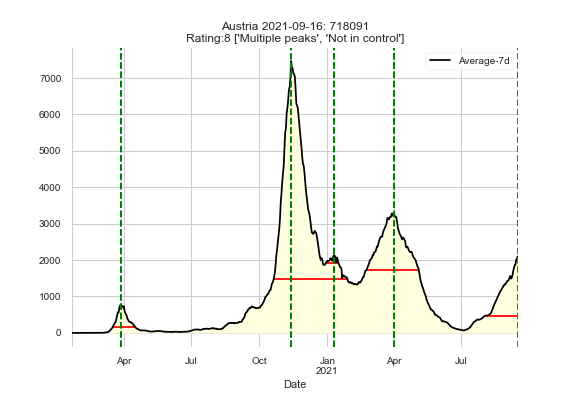 Austria 2021-09-16: 718091
Rating:8 ['Multiple peaks', 'Not in control']
Average-7d
7000
6000
5000
4000
3000
2000
1000
0
Apr Jul Oct Jan Apr Jul
2021
Date